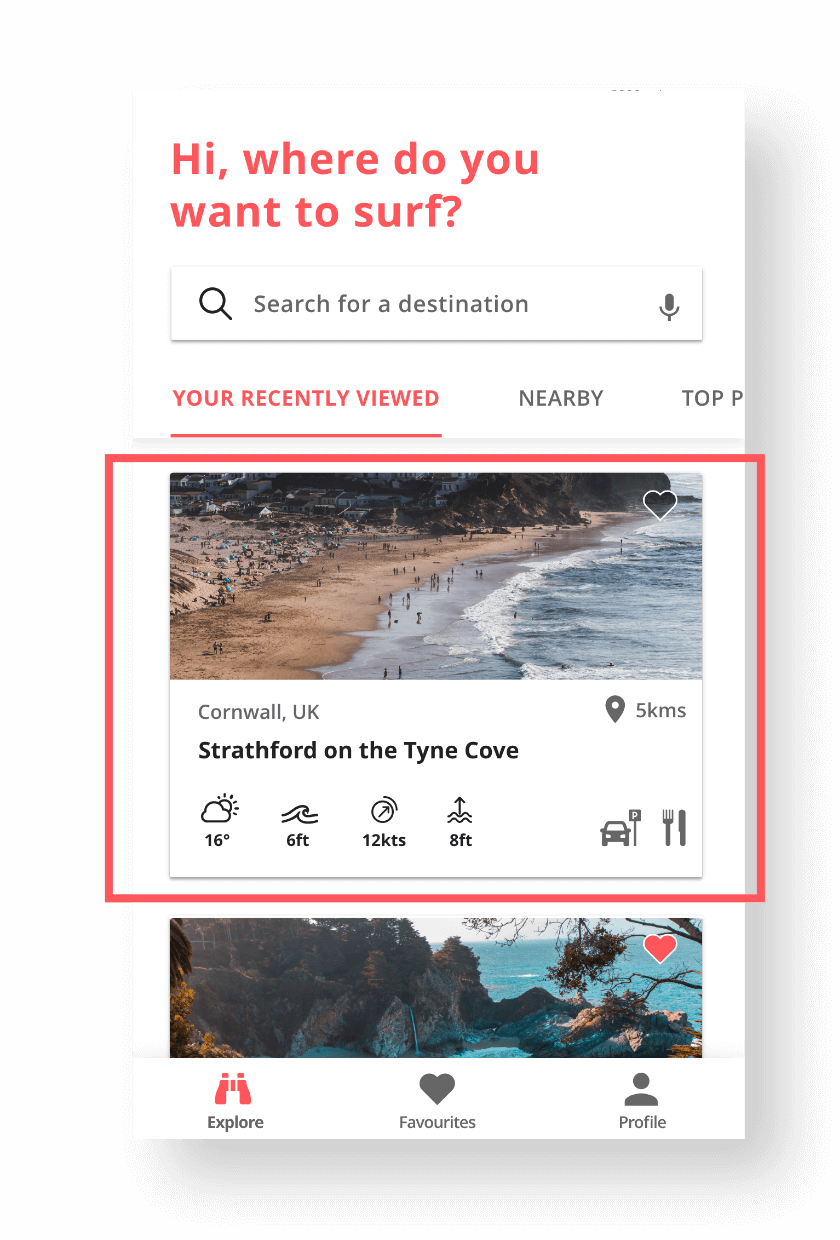 Hi, where do you
want to surf?
Search for a destination
YOUR RECENTLY VIEWED NEARBY TOP P
Cornwall, UK 5kms
Strathford on the Tyne Cove
P
16° 6ft 12kts 8ft
Explore Favourites Profile